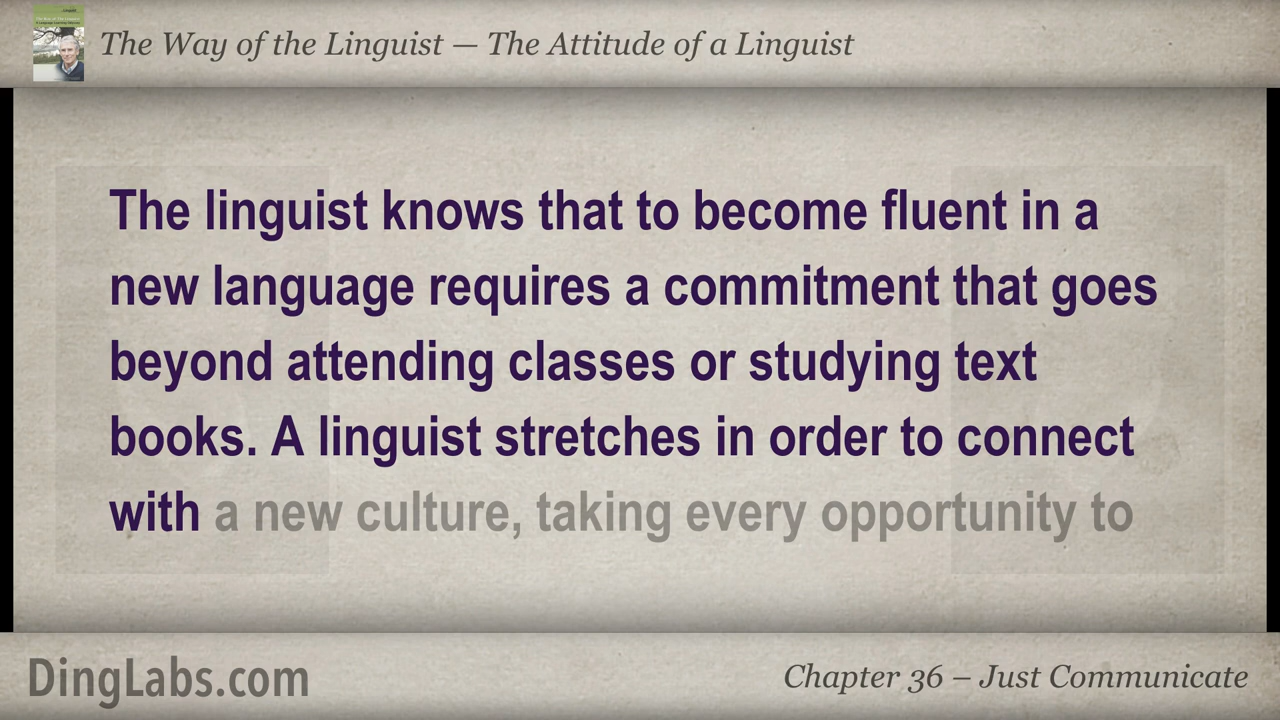 The Way of the Linguist — The Attitude of a Linguist
The linguist knows that to become fluent in a
new language requires a commitment that goes
beyond attending classes or studying text
books. A linguist stretches in order to connect
with a new culture, taking every opportunity to
DingLabs.com
Chapter 36 – Just Communicate